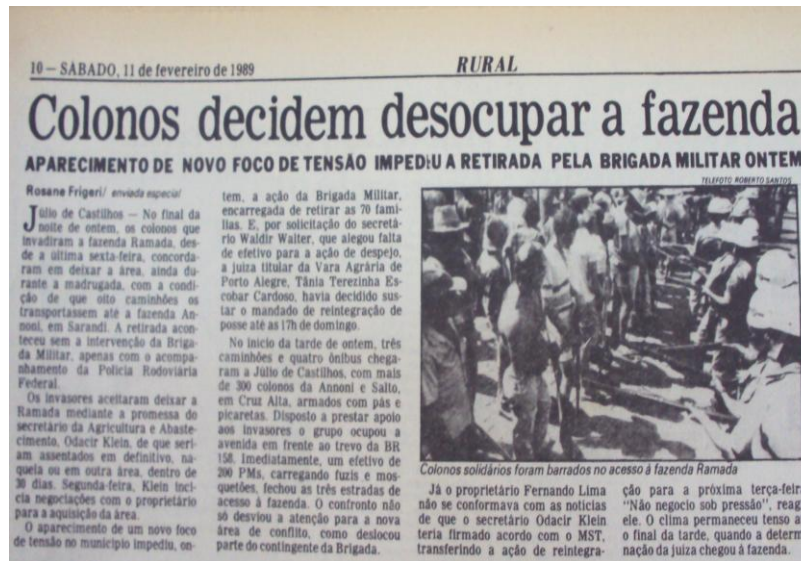 10 — SÁBADO, 11 de fevereiro de 1989
RURAL
Colonos decidem desocupar a fazenda
APARECIMENTO DE NOVO FOCO DE TENSÃO IMPEDIU A RETIRADA PELA BRIGADA MILITAR ONTEM
TELEFOTO ROBERTO SANTOS
Rosane Frigeri/ enviada especial
Júlio de Castilhos — No final da
noite de ontem, os colonos que
invadiram a fazenda Ramada, des-
de a última sexta-feira, concorda-
ram em deixar a área, ainda du-
rante a madrugada, com a condi-
ção de que oito caminhões os
transportassem até a fazenda An-
noni, em Sarandi. A retirada acon-
teceu sem a intervenção da Briga-
da Militar, apenas com o acompa-
nhamento da Polícia Rodoviária
Federal.
Os invasores aceitaram deixar a
Ramada mediante a promessa do
secretário da Agricultura e Abaste-
cimento, Odacir Klein, de que seri-
am assentados em definitivo, na-
quela ou em outra área, dentro de
30 dias. Segunda-feira, Klein ini-
cia negociações com o proprietário
para a aquisição da área.
O aparecimento de um novo foco
de tensão no município impediu, on-
tem, a ação da Brigada Militar,
encarregada de retirar as 70 famí-
lias. E, por solicitação do secretá-
rio Waldir Walter, que alegou falta
de efetivo para a ação de despejo,
a juíza titular da Vara Agrária de
Porto Alegre, Tânia Terezinha Es-
cobar Cardoso, havia decidido sus-
tar o mandado de reintegração de
posse até as 17h de domingo.
No início da tarde de ontem, três
caminhões e quatro ônibus chega-
ram a Júlio de Castilhos, com mais
de 300 colonos da Annoni e Salto,
em Cruz Alta, armados com pás e
picaretas. Disposto a prestar apoio
aos invasores o grupo ocupou a
avenida em frente ao trevo da BR
158. Imediatamente, um efetivo de
200 PMs, carregando fuzis e mos-
quetões, fechou as três estradas de
acesso à fazenda. O confronto não
só desviou a atenção para a nova
área de conflito, como deslocou
parte do contingente da Brigada.
Colonos solidários foram barrados no acesso à fazenda Ramada
Já o proprietário Fernando Lima
não se conformava com as notícias
de que o secretário Odacir Klein
teria firmado acordo com o MST,
transferindo a ação de reintegra-
ção para a próxima terça-feir
"Não negocio sob pressão", reag
ele. O clima permaneceu tenso a
o final da tarde, quando a determ
nação da juíza chegou à fazenda.